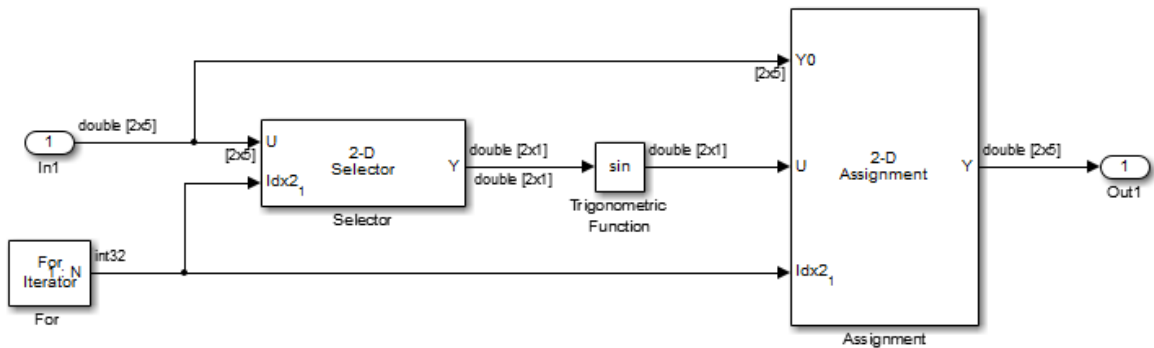 Y0
[2x5]
2-D
Assignment
1
In1
double [2x5]
U
[2x5]
2-D
Selector
Idx2 1
Y
Selector
double [2x1]
double [2x1]
sin
Trigonometric
Function
double [2x1]
U
Y
double [2x5]
1
Out1
For
Iterator
1 : N
int32
For
Idx2 1
Assignment